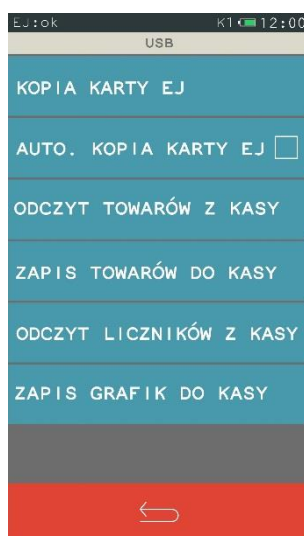 EJ:ok K1 12:00
USB
KOPIA KARTY EJ
AUTO. KOPIA KARTY EJ
ODCZYT TOWARÓW Z KASY
ZAPIS TOWARÓW DO KASY
ODCZYT LICZNIKÓW Z KASY
ZAPIS GRAFIK DO KASY